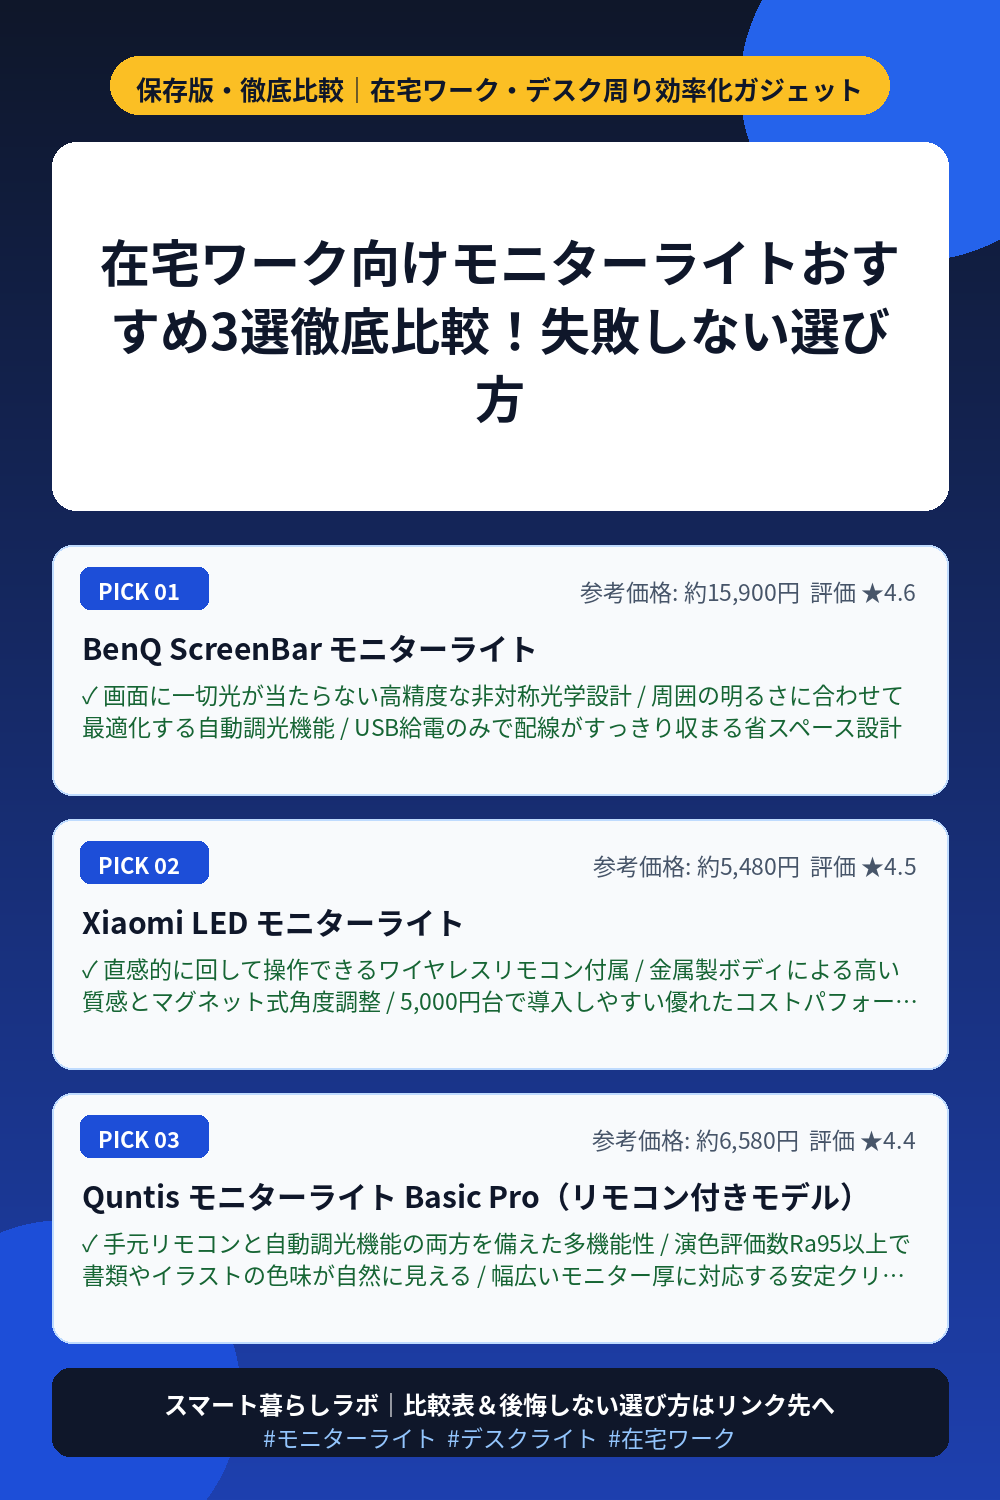 保存版・徹底比較｜在宅ワーク・デスク周り効率化ガジェット
在宅ワーク向けモニターライトおす
すめ3選徹底比較！失敗しない選び
方
PICK 01
参考価格: 約15,900円 評価 ★4.6
BenQ ScreenBar モニターライト
✓ 画面に一切光が当たらない高精度な非対称光学設計 / 周囲の明るさに合わせて
最適化する自動調光機能 / USB給電のみで配線がすっきり収まる省スペース設計
PICK 02
参考価格: 約5,480円 評価 ★4.5
Xiaomi LED モニターライト
✓ 直感的に回して操作できるワイヤレスリモコン付属 / 金属製ボディによる高い
質感とマグネット式角度調整 / 5,000円台で導入しやすい優れたコストパフォー…
PICK 03
参考価格: 約6,580円 評価 ★4.4
Quntis モニターライト Basic Pro（リモコン付きモデル）
✓ 手元リモコンと自動調光機能の両方を備えた多機能性 / 演色評価数Ra95以上で
書類やイラストの色味が自然に見える / 幅広いモニター厚に対応する安定クリ…
スマート暮らしラボ｜比較表＆後悔しない選び方はリンク先へ
#モニターライト #デスクライト #在宅ワーク